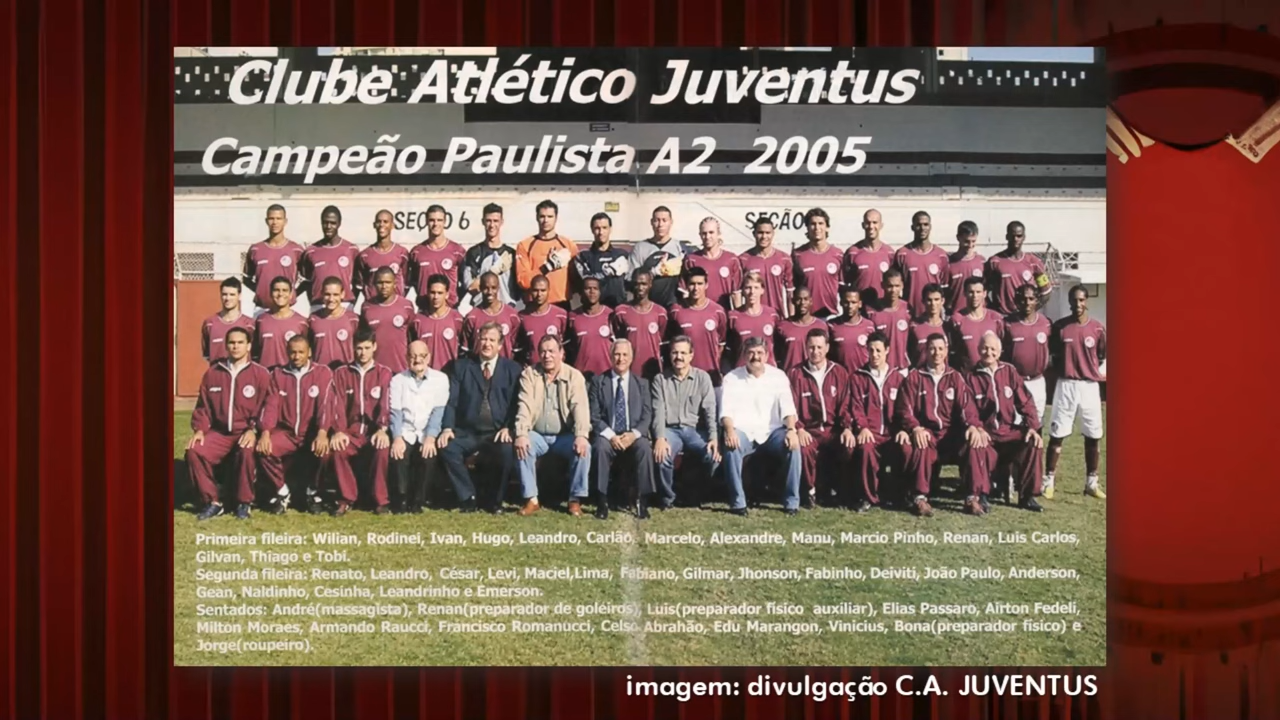 Clube Atlético Juventus
Campeão Paulista A2 2005
SEÇÃO 6
SEÇÃO
Primeira fileira: Wilian, Rodinei, Ivan, Hugo, Leandro, Carlão, Marcelo, Alexandre, Manu, Marcio Pinho, Renan, Luis Carlos,
Gilvan, Thiago e Tobi.
Segunda fileira: Renato, Leandro, César, Levi, Maciel,Lima, Fabiano, Gilmar, Jhonson, Fabinho, Deiviti, João Paulo, Anderson,
Gean, Naldinho, Cesinha, Leandrinho e Emerson.
Sentados: André(massagista), Renan(preparador de goleiros), Luis(preparador fisico auxiliar), Elias Passaro, Airton Fedeli,
Milton Moraes, Armando Raucci, Francisco Romanucci, Celso Abrahão, Edu Marangon, Vinicius, Bona(preparador fisico) e
Jorge(roupeiro).
imagem: divulgação C.A. JUVENTUS